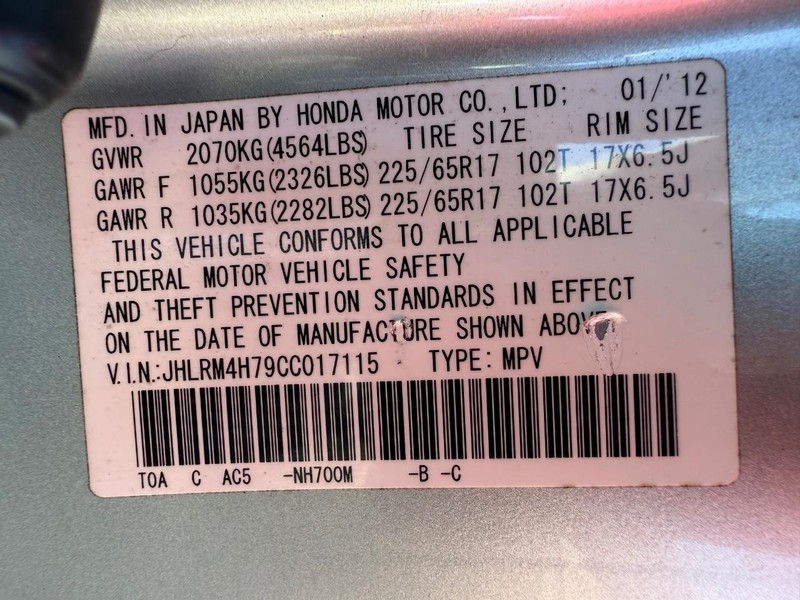 MFD. IN JAPAN BY HONDA MOTOR CO., LTD; 01/'12
GVWR 2070KG(4564LBS) TIRE SIZE RIM SIZE
GAWR F 1055KG(2326LBS) 225/65R17 102T 17X6.5J
GAWR R 1035KG(2282LBS) 225/65R17 102T 17X6.5J
THIS VEHICLE CONFORMS TO ALL APPLICABLE
FEDERAL MOTOR VEHICLE SAFETY
AND THEFT PREVENTION STANDARDS IN EFFECT
ON THE DATE OF MANUFACTURE SHOWN ABOVE
V.I.N.:JHLRM4H79CC017115 TYPE: MPV
TOA C AC5 -NH700M -B -C